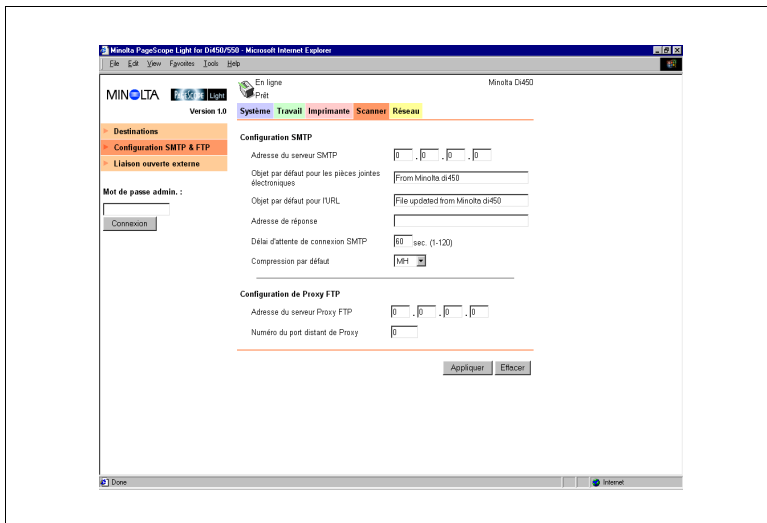 Minolta PageScope Light for Di450/550 - Microsoft Internet Explorer
File Edit View Favorites Tools Help
MINOLTA PAGESCOPE Light
Version 1.0
En ligne
Prêt
Minolta Di450
Système Travail Imprimante Scanner Réseau
Destinations
Configuration SMTP & FTP
Liaison ouverte externe
Mot de passe admin. :
Connexion
Configuration SMTP
Adresse du serveur SMTP 0 . 0 . 0 . 0
Objet par défaut pour les pièces jointes
électroniques
From Minolta di450
Objet par défaut pour l'URL File updated from Minolta di450
Adresse de réponse
Délai d'attente de connexion SMTP 60 sec. (1-120)
Compression par défaut MH
Configuration de Proxy FTP
Adresse du serveur Proxy FTP 0 . 0 . 0 . 0
Numéro du port distant de Proxy 0
Appliquer Effacer
Done Internet